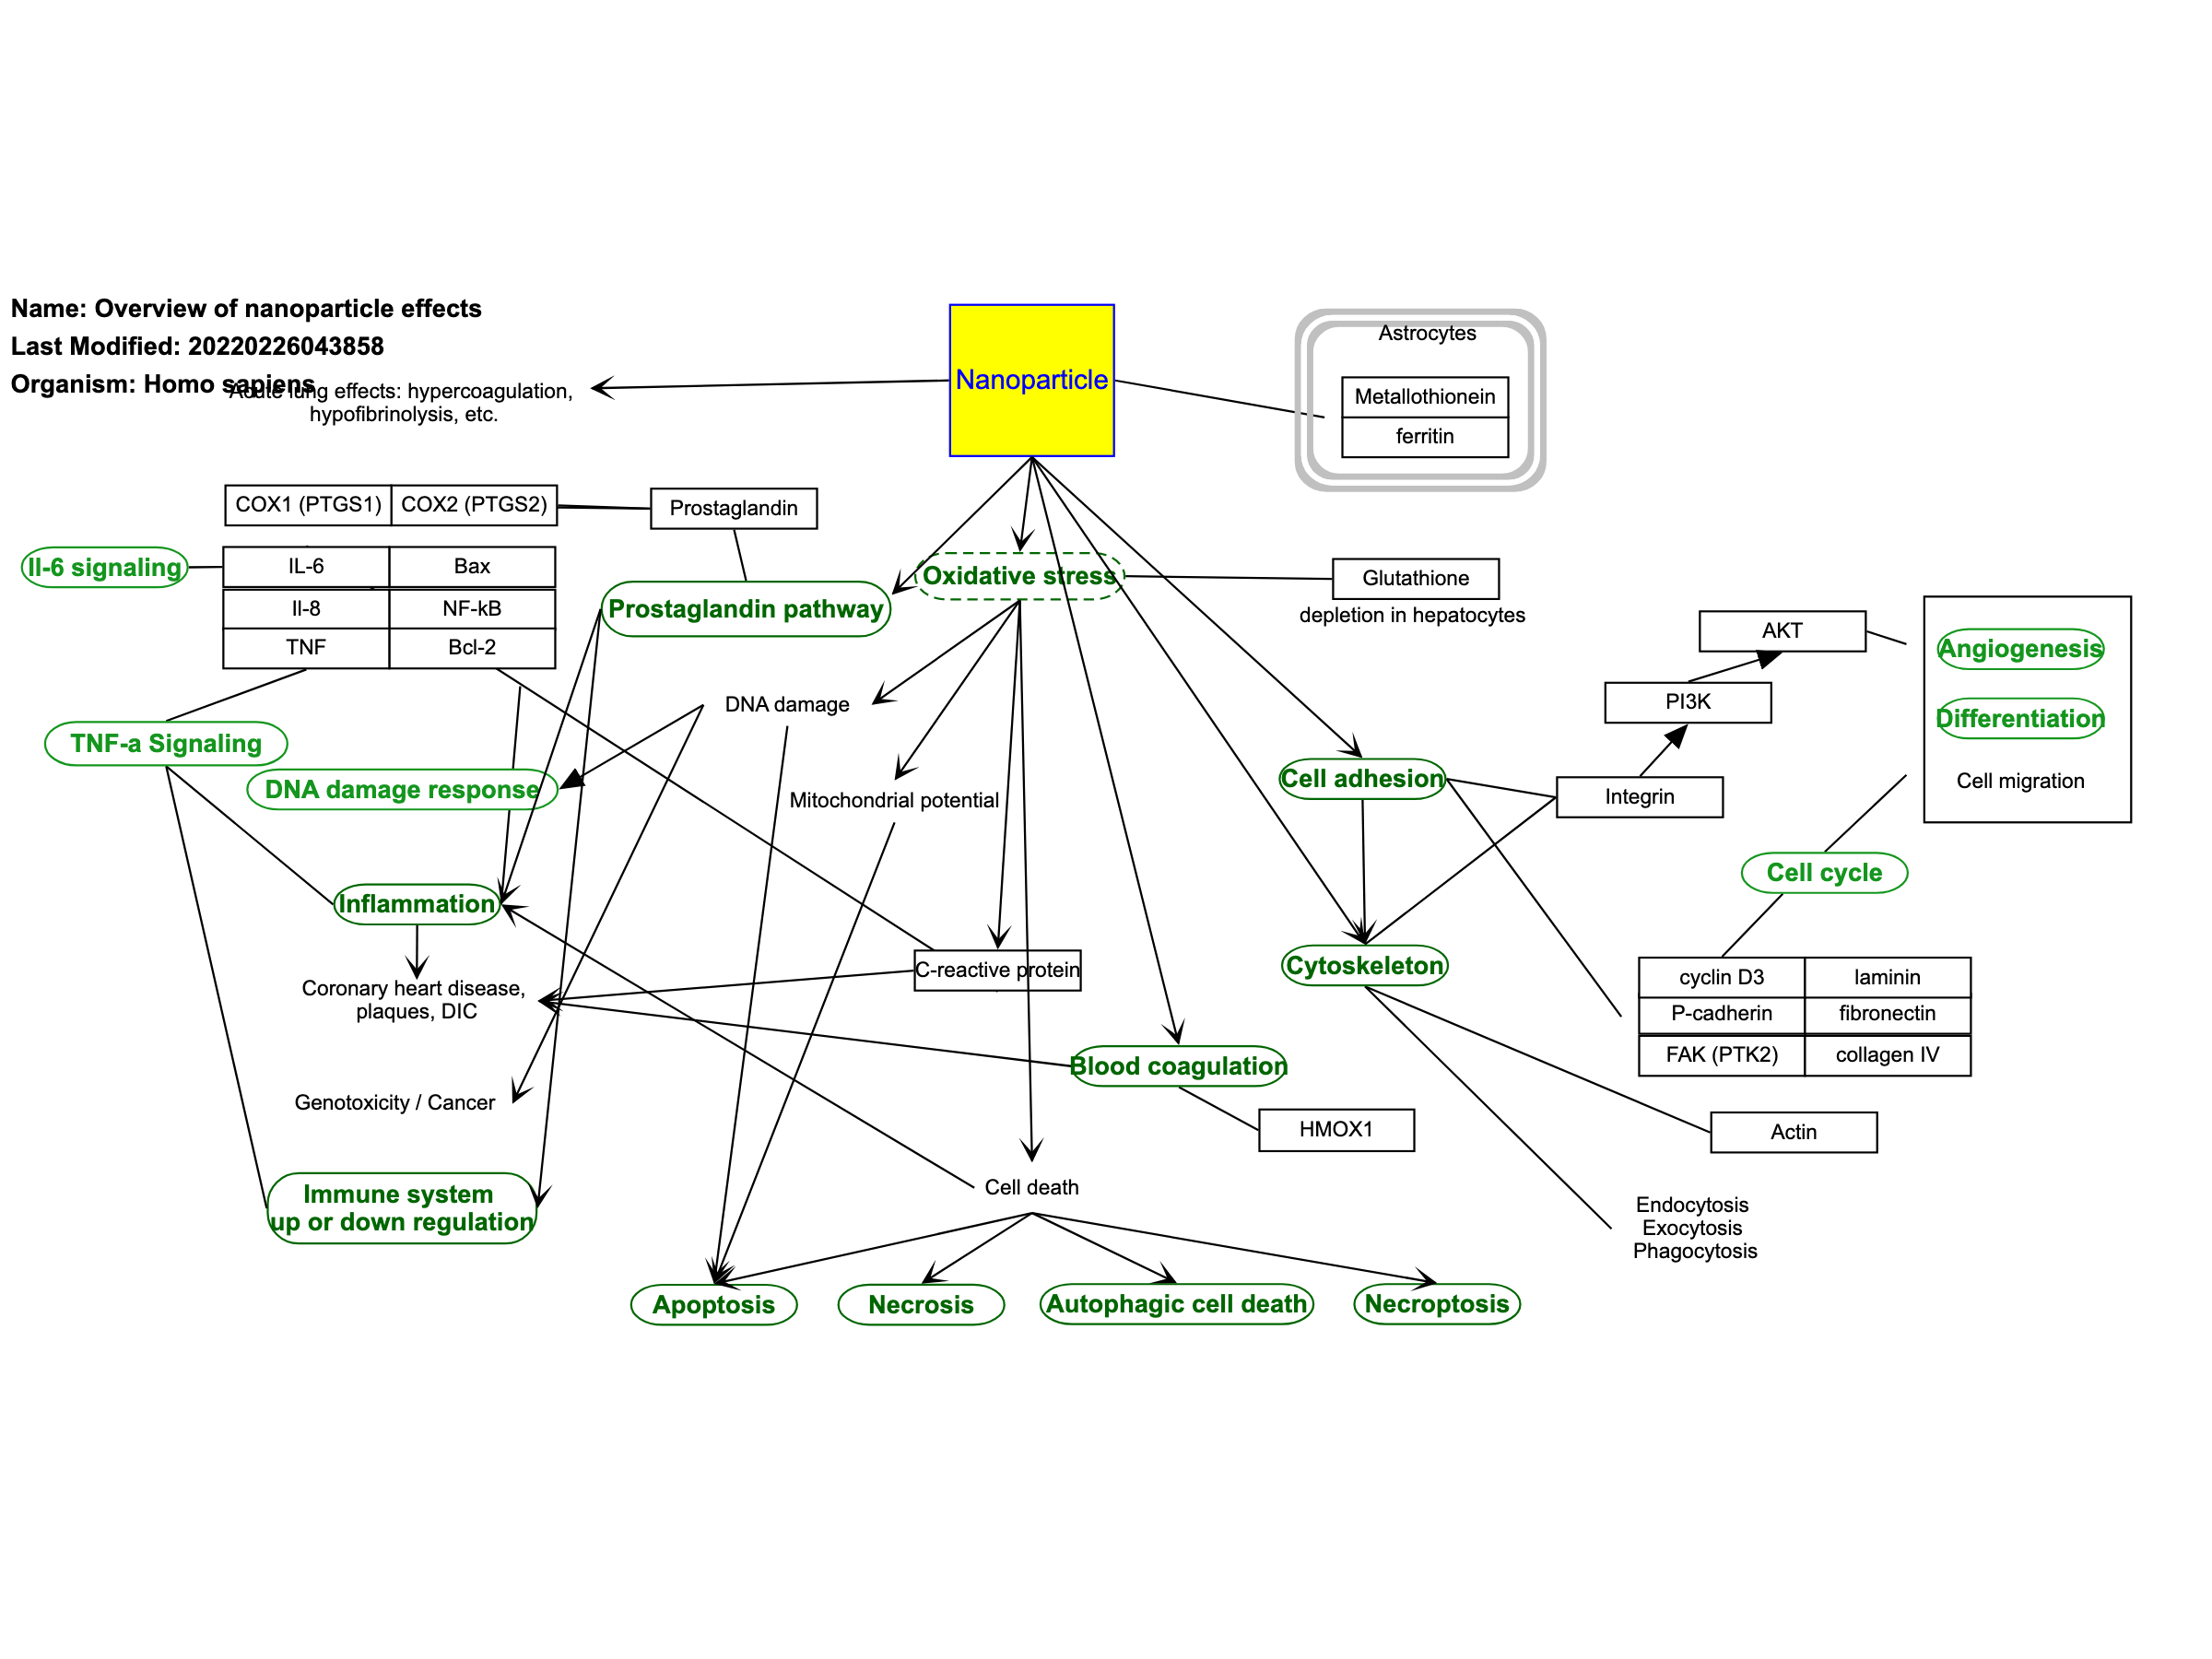 Name: Overview of nanoparticle effects
Last Modified: 20220226043858
Organism: Homo sapiens
Acute lung effects: hypercoagulation,
hypofibrinolysis, etc.
Nanoparticle
Astrocytes
Metallothionein
ferritin
COX1 (PTGS1)
COX2 (PTGS2)
Prostaglandin
Il-6 signaling
IL-6
Bax
Il-8
NF-kB
TNF
Bcl-2
Prostaglandin pathway
Oxidative stress
Glutathione
depletion in hepatocytes
AKT
PI3K
Integrin
Angiogenesis
Differentiation
Cell migration
DNA damage
TNF-a Signaling
DNA damage response
Mitochondrial potential
Cell adhesion
Cell cycle
Inflammation
Coronary heart disease,
plaques, DIC
C-reactive protein
Cytoskeleton
cyclin D3
laminin
P-cadherin
fibronectin
FAK (PTK2)
collagen IV
Blood coagulation
Genotoxicity / Cancer
HMOX1
Actin
Cell death
Immune system
up or down regulation
Endocytosis
Exocytosis
Phagocytosis
Apoptosis
Necrosis
Autophagic cell death
Necroptosis